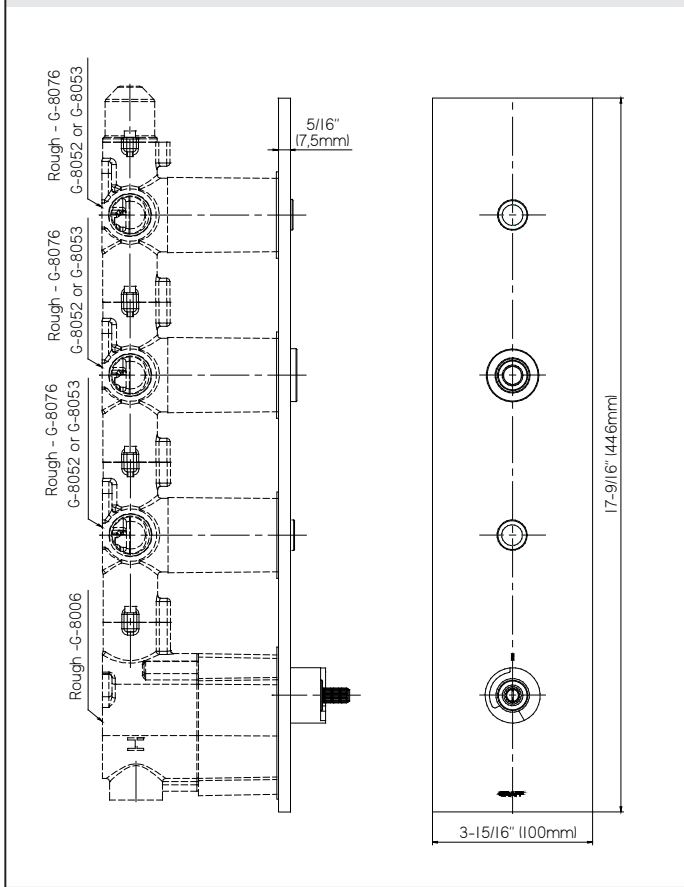 Rough - G-8076
G-8052 or G-8053
Rough - G-8076
G-8052 or G-8053
Rough - G-8076
G-8052 or G-8053
Rough -G-8006
H
5/16"
(7,5mm)
17-9/16" (446mm)
3-15/16" (100mm)